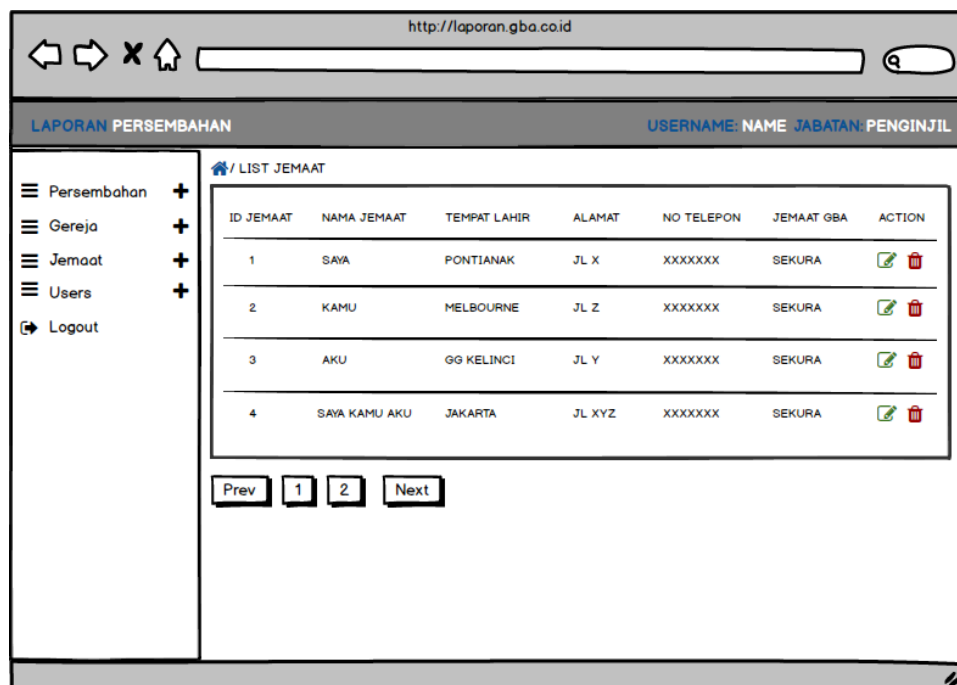 http://laporan.gba.co.id
LAPORAN PERSEMBAHAN USERNAME: NAME JABATAN: PENGINJIL
/ LIST JEMAAT
Persembahan
Gereja
Jemaat
Users
Logout
ID JEMAAT NAMA JEMAAT TEMPAT LAHIR ALAMAT NO TELEPON JEMAAT GBA ACTION
1 SAYA PONTIANAK JL X XXXXXXX SEKURA
2 KAMU MELBOURNE JL Z XXXXXXX SEKURA
3 AKU GG KELINCI JL Y XXXXXXX SEKURA
4 SAYA KAMU AKU JAKARTA JL XYZ XXXXXXX SEKURA
Prev 1 2 Next